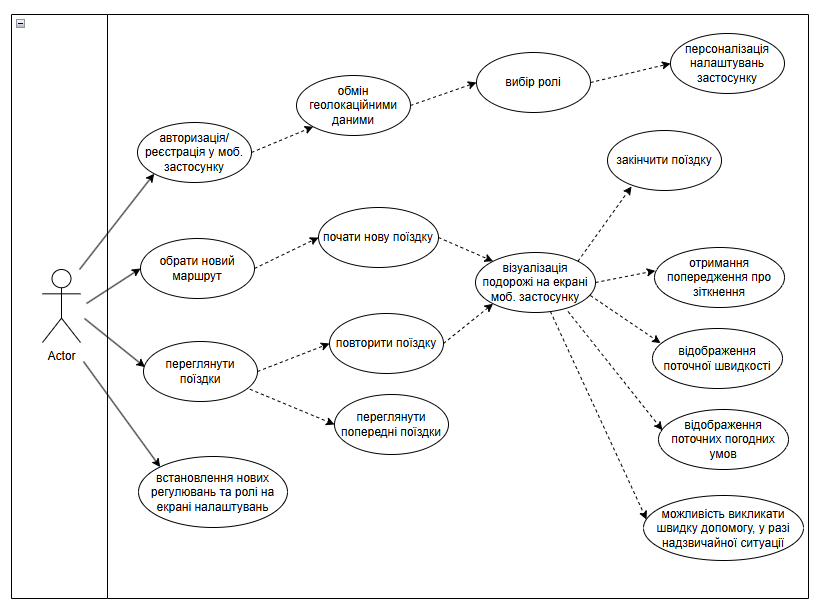 персоналізація
налаштувань
застосунку
вибір ролі
обмін
геолокаційними
даними
авторизація/
реєстрація у моб.
застосунку
закінчити поїздку
почати нову поїздку
обрати новий
маршрут
візуалізація
подорожі на екрані
моб. застосунку
отримання
попередження про
зіткнення
Actor
переглянути
поїздки
повторити поїздку
відображення
поточної швидкості
переглянути
попередні поїздки
відображення
поточних погодних
умов
встановлення нових
регулювань та ролі на
екрані налаштувань
можливість викликати
швидку допомогу, у разі
надзвичайної ситуації